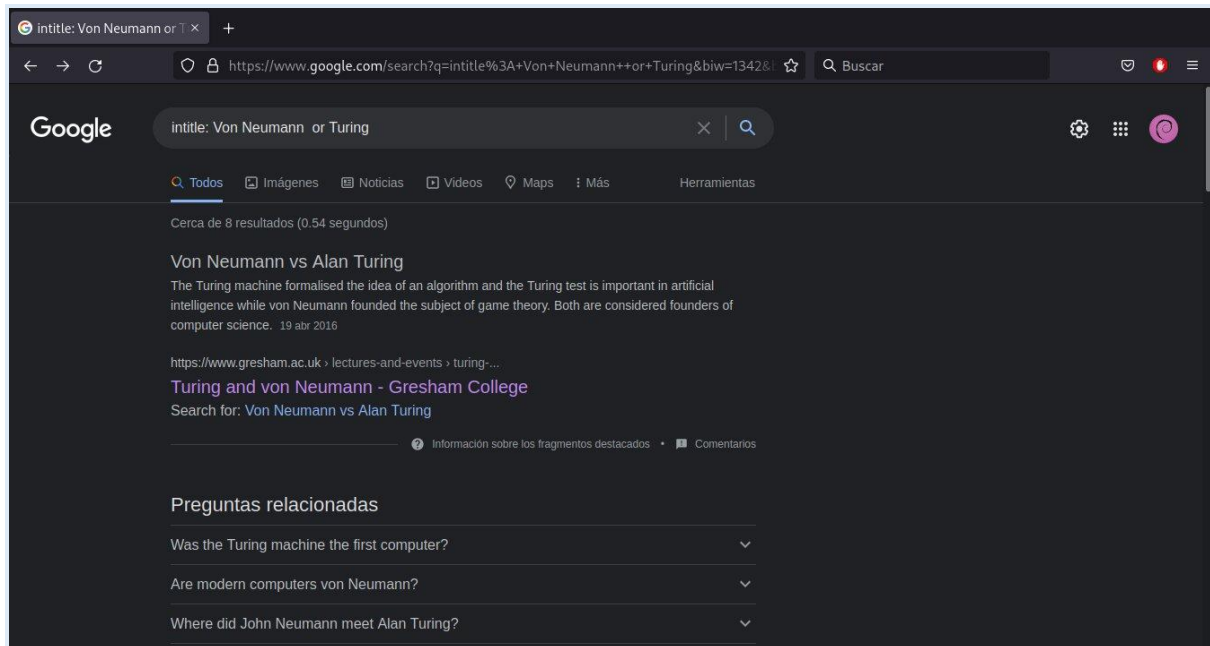 intitle: Von Neumann or T
https://www.google.com/search?q=intitle%3A+Von+Neumann++or+Turing&biw=1342&
Buscar
Google
intitle: Von Neumann  or Turing
Todos Imágenes Noticias Videos Maps Más Herramientas
Cerca de 8 resultados (0.54 segundos)
Von Neumann vs Alan Turing
The Turing machine formalised the idea of an algorithm and the Turing test is important in artificial
intelligence while von Neumann founded the subject of game theory. Both are considered founders of
computer science. 19 abr 2016
https://www.gresham.ac.uk › lectures-and-events › turing-...
Turing and von Neumann - Gresham College
Search for: Von Neumann vs Alan Turing
Información sobre los fragmentos destacados • Comentarios
Preguntas relacionadas
Was the Turing machine the first computer?
Are modern computers von Neumann?
Where did John Neumann meet Alan Turing?